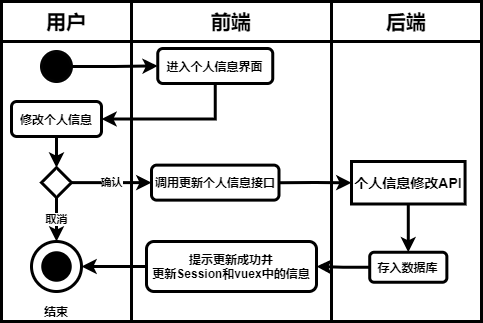 用户
前端
后端
进入个人信息界面
修改个人信息
确认
调用更新个人信息接口
个人信息修改API
取消
提示更新成功并
更新Session和vuex中的信息
存入数据库
结束